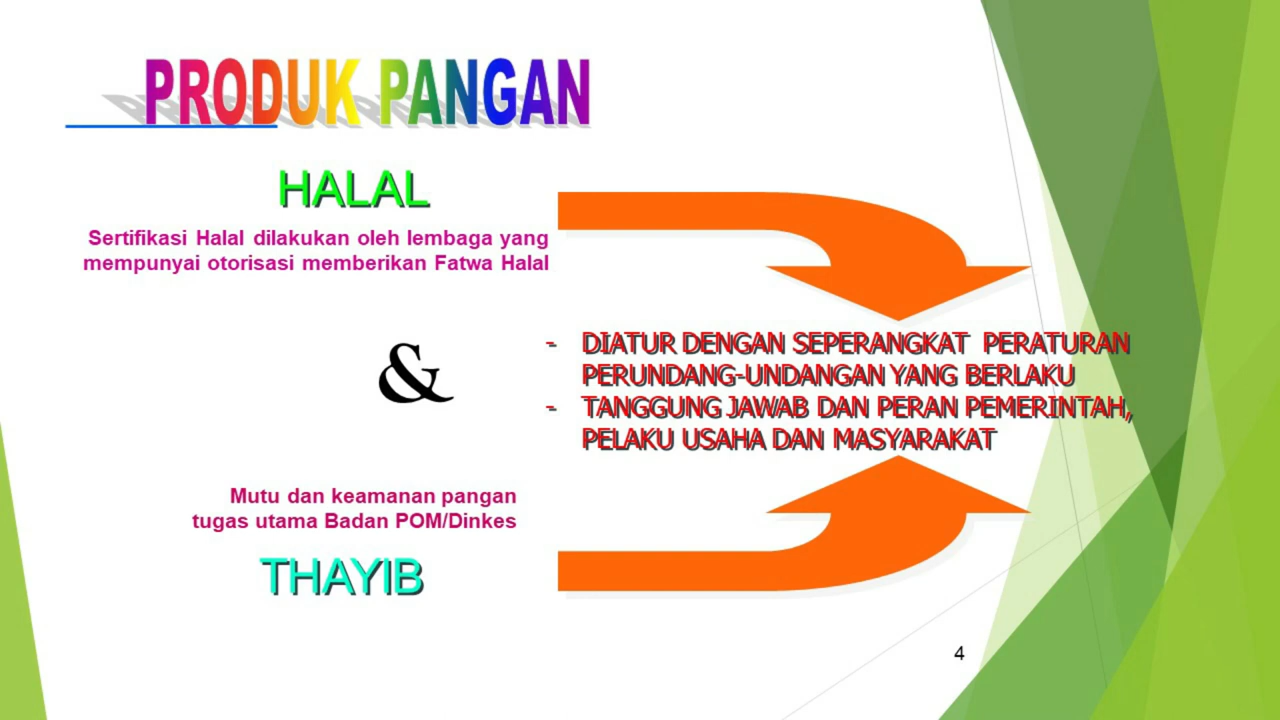 PRODUK PANGAN
HALAL
Sertifikasi Halal dilakukan oleh lembaga yang
mempunyai otorisasi memberikan Fatwa Halal
&
- DIATUR DENGAN SEPERANGKAT PERATURAN
PERUNDANG-UNDANGAN YANG BERLAKU
- TANGGUNG JAWAB DAN PERAN PEMERINTAH,
PELAKU USAHA DAN MASYARAKAT
Mutu dan keamanan pangan
tugas utama Badan POM/Dinkes
THAYIB
4